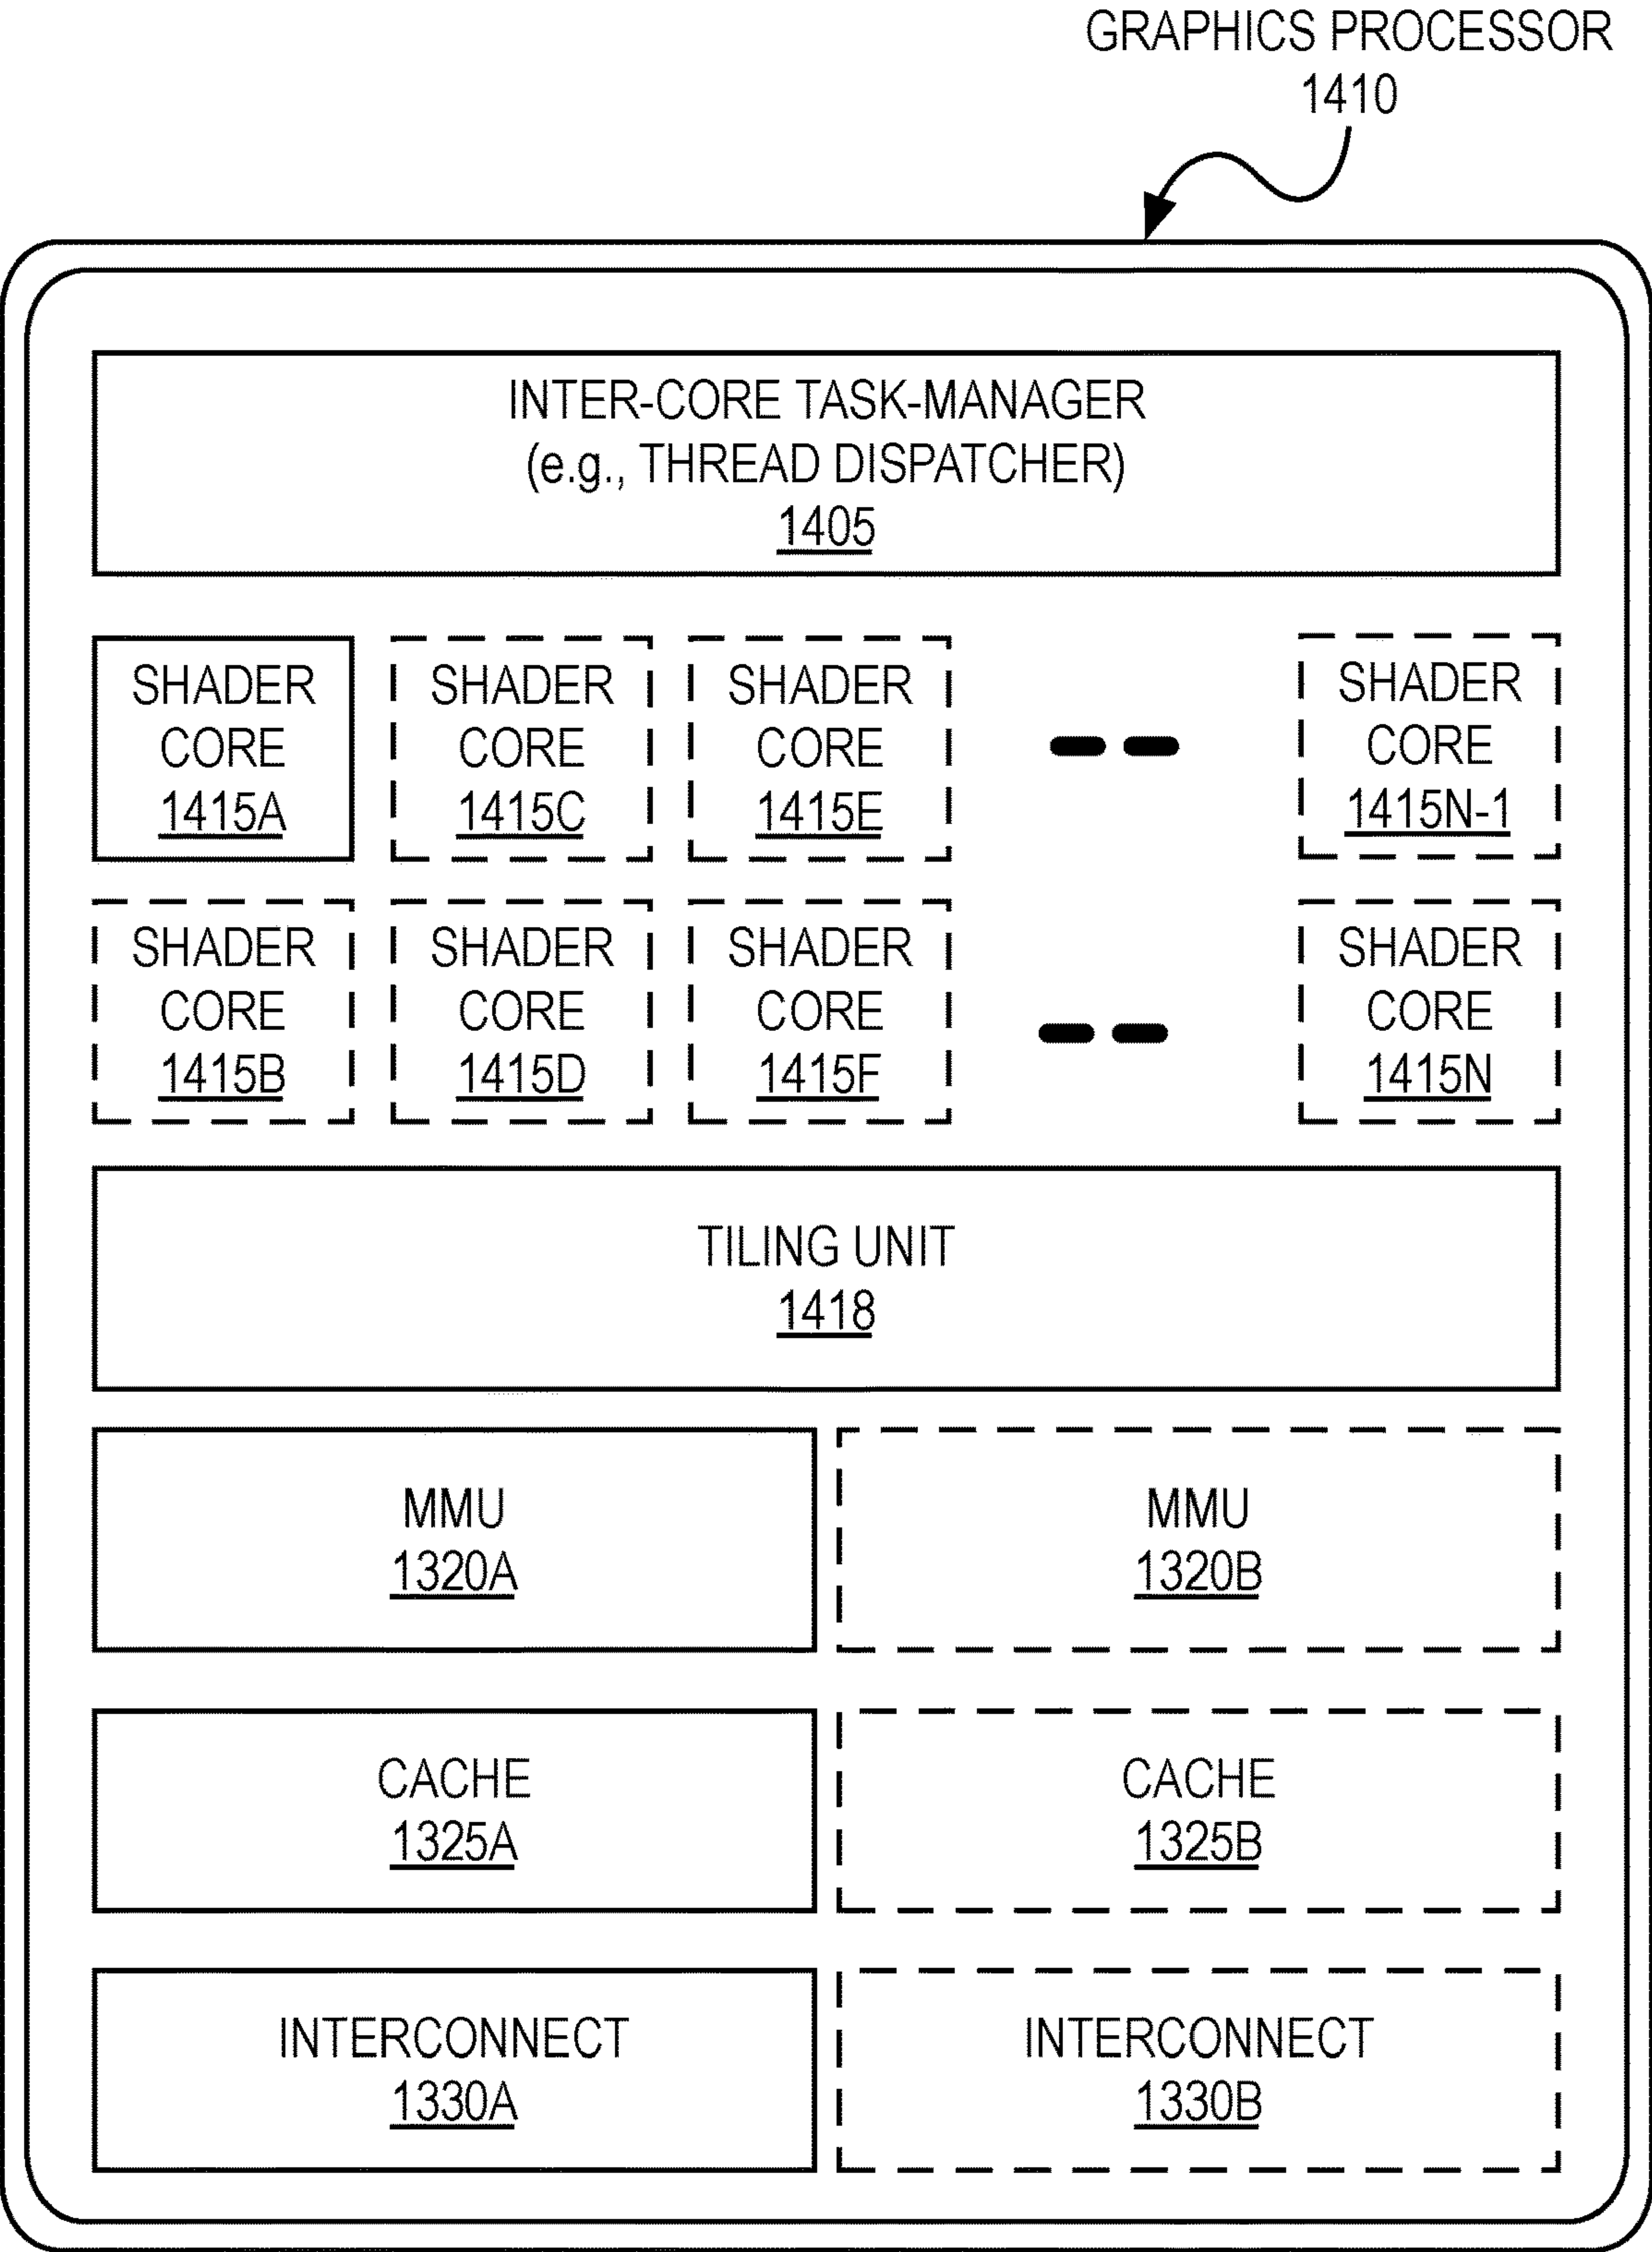 GRAPHICS PROCESSOR
1410
INTER-CORE TASK-MANAGER
(e.g., THREAD DISPATCHER)
1405
SHADER
CORE
1415A
SHADER
CORE
1415C
SHADER
CORE
1415E
SHADER
CORE
1415N-1
SHADER
CORE
1415B
SHADER
CORE
1415D
SHADER
CORE
1415F
SHADER
CORE
1415N
TILING UNIT
1418
MMU
1320A
MMU
1320B
CACHE
1325A
CACHE
1325B
INTERCONNECT
1330A
INTERCONNECT
1330B